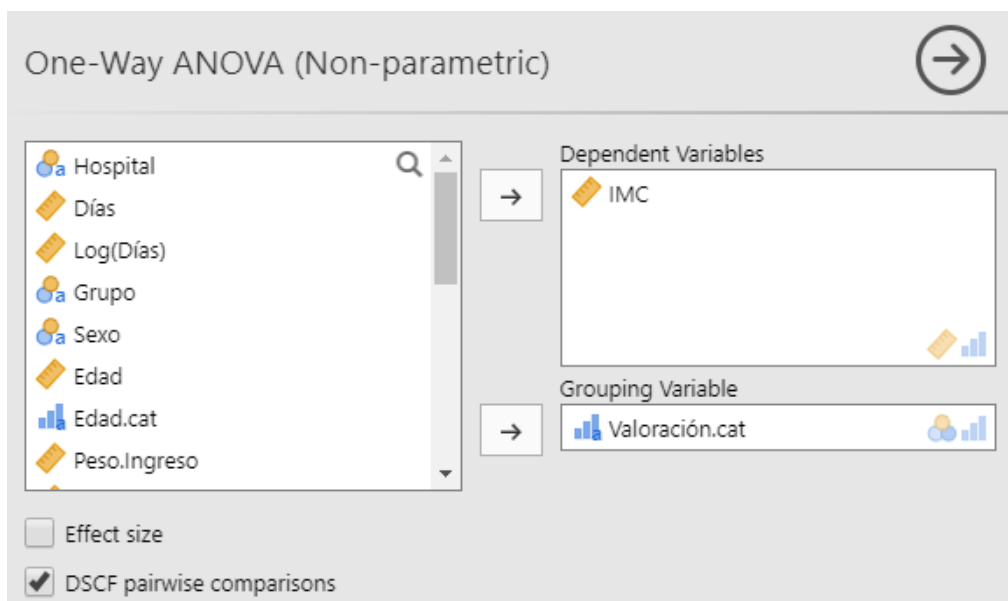 One-Way ANOVA (Non-parametric)
Hospital
Días
Log(Días)
Grupo
Sexo
Edad
Edad.cat
Peso.Ingreso
Dependent Variables
IMC
Grouping Variable
Valoración.cat
Effect size
DSCF pairwise comparisons